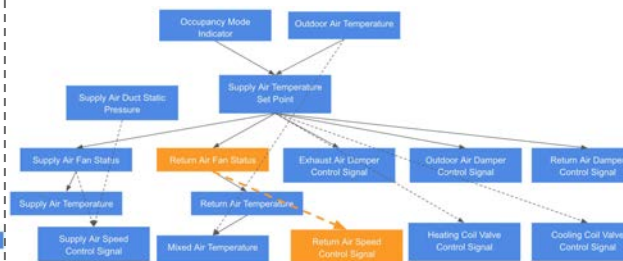 Occupancy Mode
Indicator
Outdoor Air Temperature
Supply Air Temperature
Set Point
Supply Air Duct Static
Pressure
Supply Air Fan Status
Return Air Fan Status
Exhaust Air Damper
Control Signal
Outdoor Air Damper
Control Signal
Return Air Damper
Control Signal
Supply Air Temperature
Return Air Temperature
Supply Air Speed
Control Signal
Mixed Air Temperature
Return Air Speed
Control Signal
Heating Coil Valve
Control Signal
Cooling Coil Valve
Control Signal